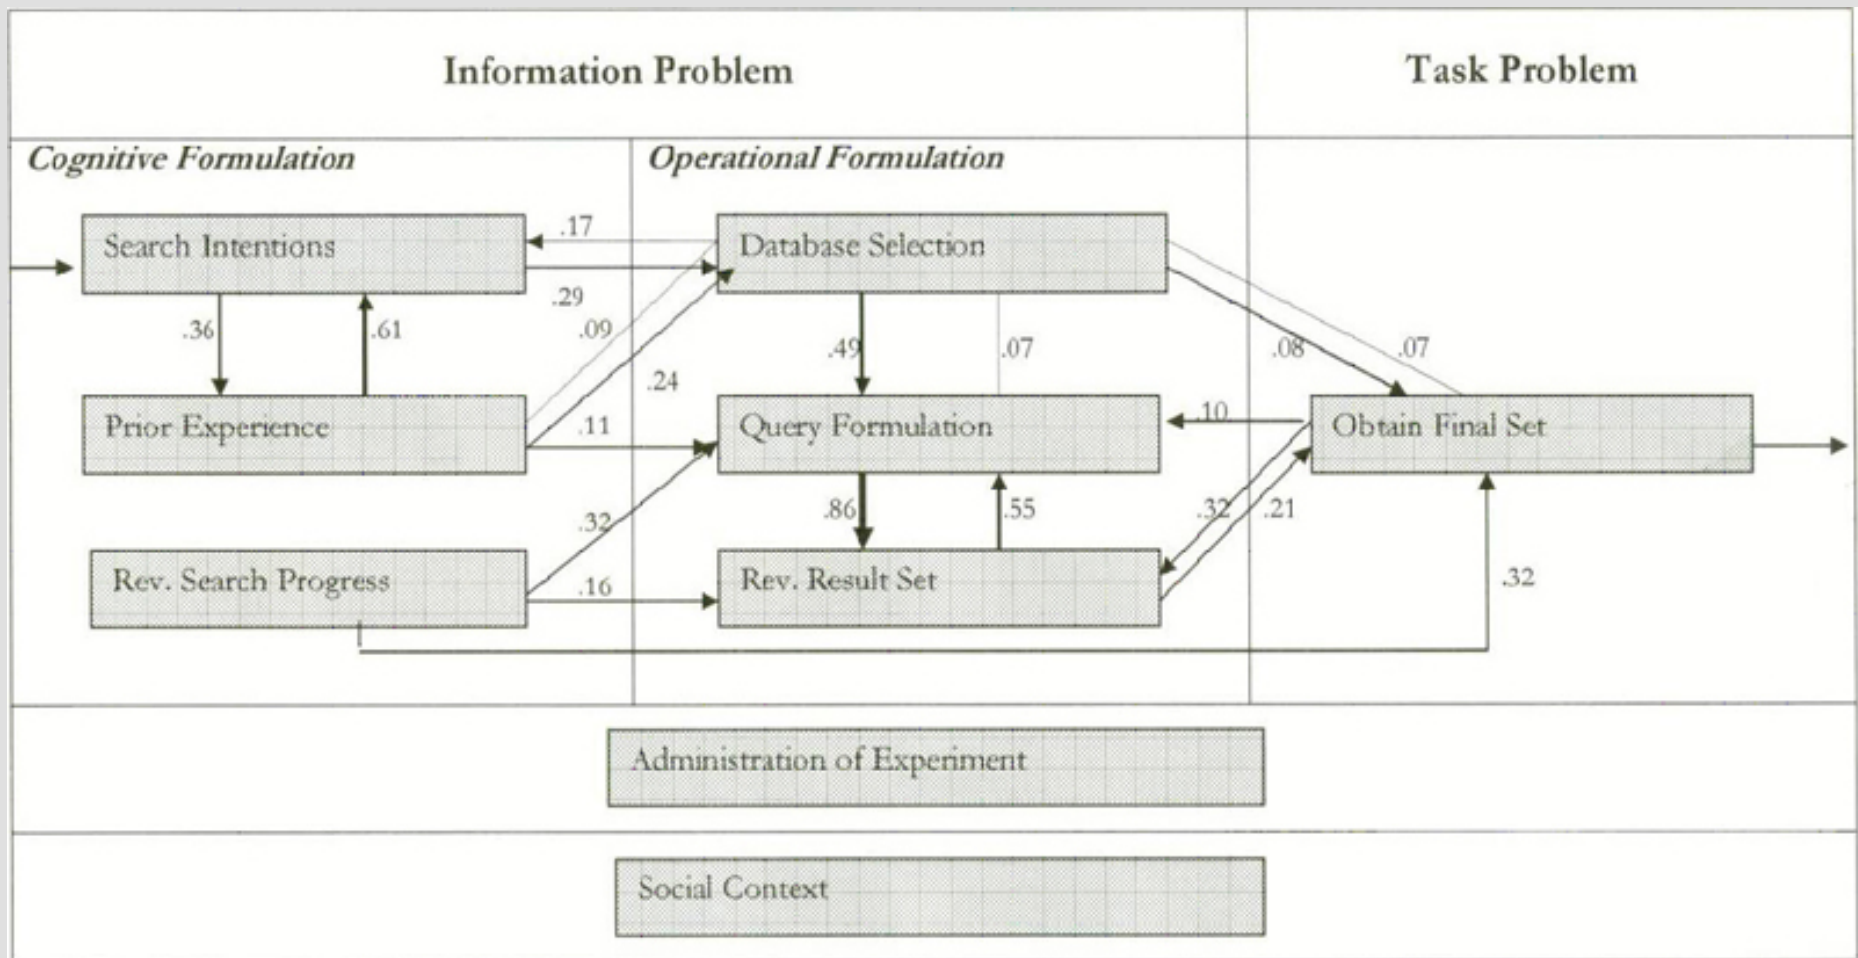 Information Problem
Task Problem
Cognitive Formulation
Operational Formulation
Search Intentions
.17
Database Selection
.29
.36
.61
.09
.49
.07
.08
.07
.24
Prior Experience
.11
Query Formulation
.10
Obtain Final Set
.32
.86
.55
.32
.21
Rev. Search Progress
.16
Rev. Result Set
.32
Administration of Experiment
Social Context